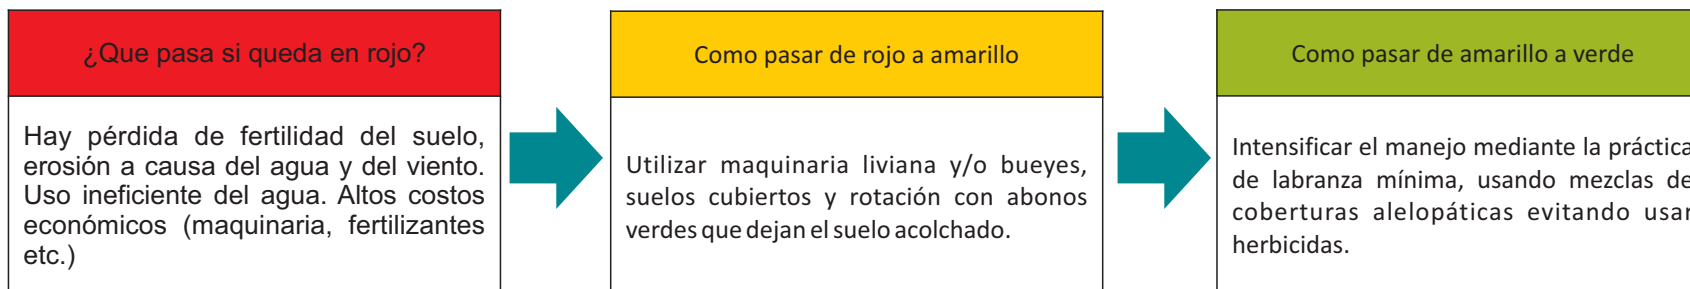 ¿Que pasa si queda en rojo?
Hay pérdida de fertilidad del suelo,
erosión a causa del agua y del viento.
Uso ineficiente del agua. Altos costos
económicos (maquinaria, fertilizantes
etc.)
Como pasar de rojo a amarillo
Utilizar maquinaria liviana y/o bueyes,
suelos cubiertos y rotación con abonos
verdes que dejan el suelo acolchado.
Como pasar de amarillo a verde
Intensificar el manejo mediante la práctica
de labranza mínima, usando mezclas de
coberturas alelopáticas evitando usar
herbicidas.